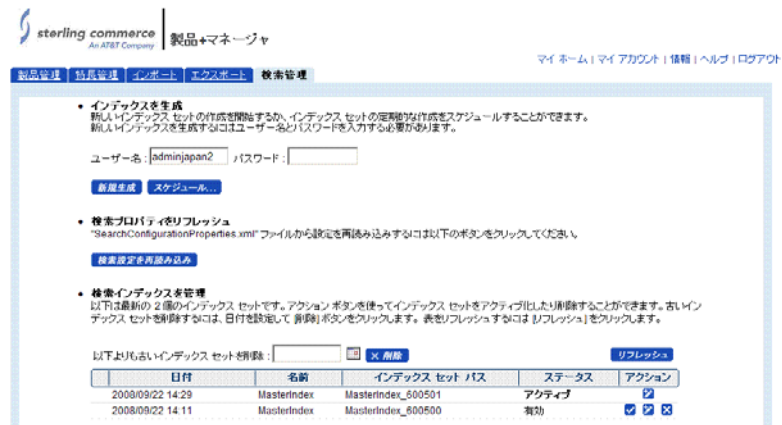 sterling commerce
An AT&T Company
製品+マネージャ
マイ ホーム | マイ アカウント | 情報 | ヘルプ | ログアウト
製品管理 特長管理 インポート エクスポート 検索管理
• インデックスを生成
新しいインデックス セットの作成を開始するか、インデックス セットの定期的な作成をスケジュールすることができます。
新しいインデックスを生成するにはユーザー名とパスワードを入力する必要があります。
ユーザー名 : adminjapan2 パスワード :
新規生成 スケジュール...
• 検索プロパティをリフレッシュ
"SearchConfigurationProperties.xml" ファイルから設定を再読み込みするには以下のボタンをクリックしてください。
検索設定を再読み込み
• 検索インデックスを管理
以下は最新の 2 個のインデックス セットです。アクション ボタンを使ってインデックス セットをアクティブ化したり削除することができます。古いイン
デックス セットを削除するには、日付を設定して [削除] ボタンをクリックします。表をリフレッシュするには [リフレッシュ] をクリックします。
以下よりも古いインデックス セットを削除 : 削除 リフレッシュ
日付 名前 インデックス セット パス ステータス アクション
2008/09/22 14:29 MasterIndex MasterIndex_600501 アクティブ
2008/09/22 14:11 MasterIndex MasterIndex_600500 有効